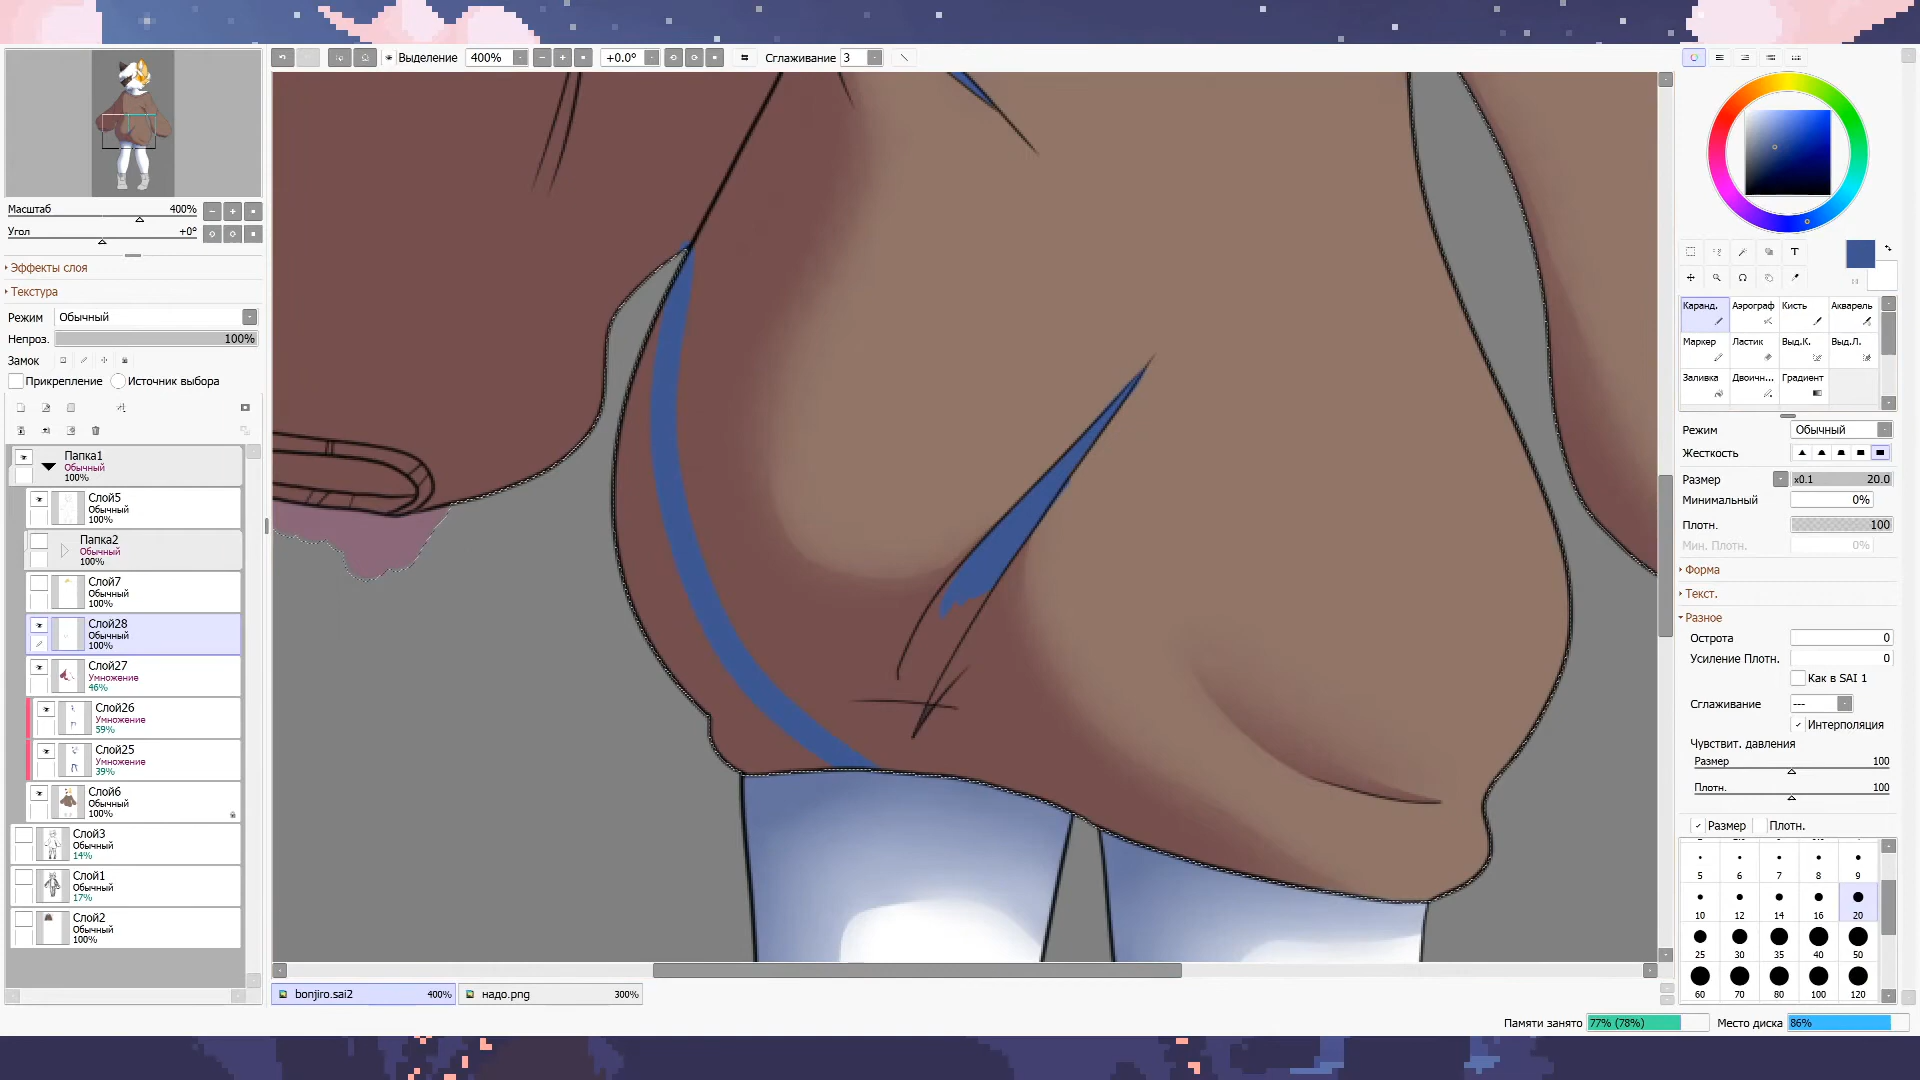 Выделение 400% +0.0° Сглаживание 3
Масштаб 400%
Угол +0°
Эффекты слоя
Текстура
Режим Обычный
Непроз. 100%
Замок
Прикрепление Источник выбора
Папка1
Обычный
100%
Слой5
Обычный
100%
Папка2
Обычный
100%
Слой7
Обычный
100%
Слой28
Обычный
100%
Слой27
Умножение
46%
Слой26
Умножение
59%
Слой25
Умножение
39%
Слой6
Обычный
100%
Слой3
Обычный
14%
Слой1
Обычный
17%
Слой2
Обычный
100%
bonjiro.sai2 400% надо.png 300%
T
Каранд. Аэрограф Кисть Акварель
Маркер Ластик Выд.К. Выд.Л.
Заливка Двоичн... Градиент
Режим Обычный
Жесткость
Размер x0.1 20.0
Минимальный 0%
Плотн. 100
Мин. Плотн. 0%
Форма
Текст.
Разное
Острота 0
Усиление Плотн. 0
Как в SAI 1
Сглаживание ---
Интерполяция
Чувствит. давления
Размер 100
Плотн. 100
Размер Плотн.
5 6 7 8 9
10 12 14 16 20
25 30 35 40 50
60 70 80 100 120
Памяти занято 77% (78%) Место диска 86%